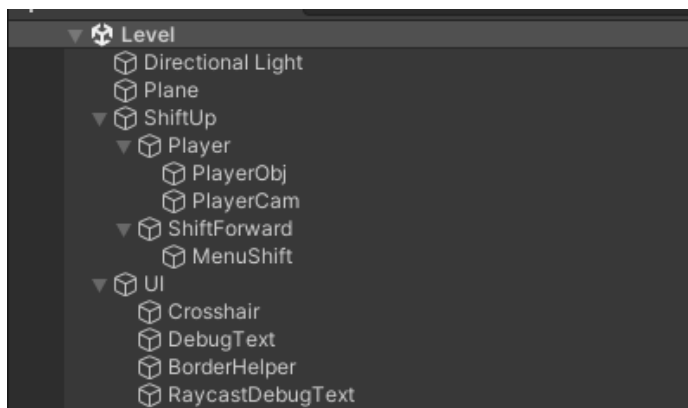 Level
Directional Light
Plane
ShiftUp
Player
PlayerObj
PlayerCam
ShiftForward
MenuShift
UI
Crosshair
DebugText
BorderHelper
RaycastDebugText